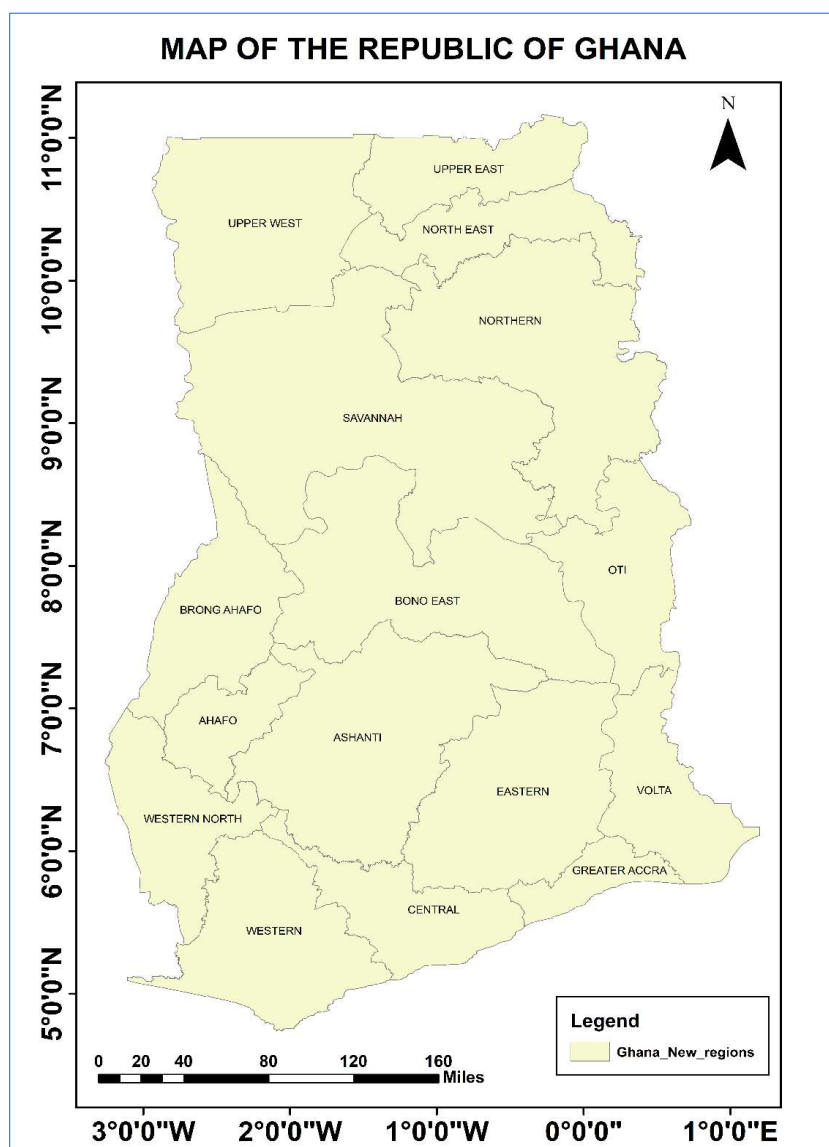 MAP OF THE REPUBLIC OF GHANA
N
11°0'0"N
10°0'0"N
9°0'0"N
8°0'0"N
7°0'0"N
6°0'0"N
5°0'0"N
UPPER EAST
UPPER WEST
NORTH EAST
NORTHERN
SAVANNAH
OTI
BRONG AHAFO
BONO EAST
AHAFO
ASHANTI
EASTERN
VOLTA
WESTERN NORTH
GREATER ACCRA
CENTRAL
WESTERN
Legend
Ghana_New_regions
0 20 40 80 120 160
Miles
3°0'0"W 2°0'0"W 1°0'0"W 0°0'0" 1°0'0"E